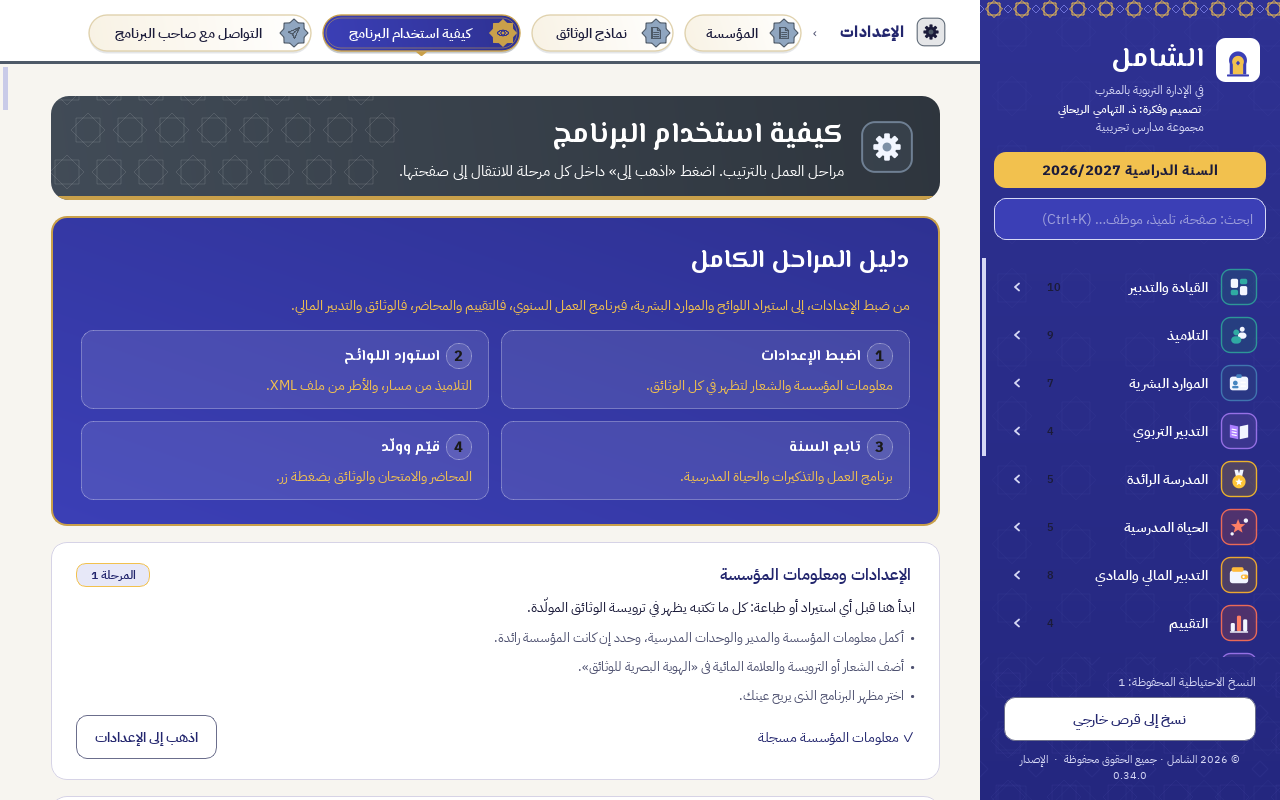 الشامل
في الإدارة التربوية بالمغرب
تصميم وفكرة: ذ. التهامي الريحاني
مجموعة مدارس تجريبية
السنة الدراسية 2026/2027
ابحث: صفحة، تلميذ، موظف... (Ctrl+K)
القيادة والتدبير 10
التلاميذ 9
الموارد البشرية 7
التدبير التربوي 4
المدرسة الرائدة 5
الحياة المدرسية 5
التدبير المالي والمادي 8
التقييم 4
النسخ الاحتياطية المحفوظة: 1
نسخ إلى قرص خارجي
© 2026 الشامل · جميع الحقوق محفوظة · الإصدار
0.34.0
الإعدادات ›
المؤسسة
نماذج الوثائق
كيفية استخدام البرنامج
التواصل مع صاحب البرنامج
كيفية استخدام البرنامج
مراحل العمل بالترتيب. اضغط «اذهب إلى» داخل كل مرحلة للانتقال إلى صفحتها.
دليل المراحل الكامل
من ضبط الإعدادات، إلى استيراد اللوائح والموارد البشرية، فبرنامج العمل السنوي، فالتقييم والمحاضر، فالوثائق والتدبير المالي.
1 اضبط الإعدادات
معلومات المؤسسة والشعار لتظهر في كل الوثائق.
2 استورد اللوائح
التلاميذ من مسار، والأطر من ملف XML.
3 تابع السنة
برنامج العمل والتذكيرات والحياة المدرسية.
4 قيّم وولّد
المحاضر والامتحان والوثائق بضغطة زر.
الإعدادات ومعلومات المؤسسة
المرحلة 1
ابدأ هنا قبل أي استيراد أو طباعة: كل ما تكتبه يظهر في ترويسة الوثائق المولّدة.
• أكمل معلومات المؤسسة والمدير والوحدات المدرسية، وحدد إن كانت المؤسسة رائدة.
• أضف الشعار أو الترويسة والعلامة المائية في «الهوية البصرية للوثائق».
• اختر مظهر البرنامج الذي يريح عينك.
✓ معلومات المؤسسة مسجلة
اذهب إلى الإعدادات